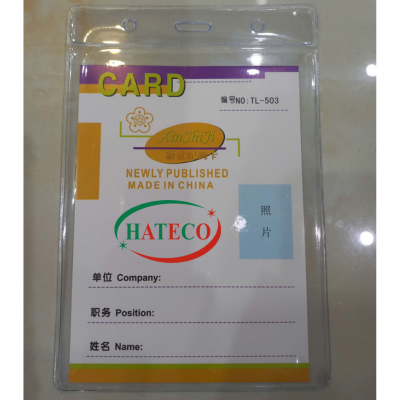 CARD
编号NO:TL-503
XinShiJi
NEWLY PUBLISHED
MADE IN CHINA
照
片
HATECO
单位 Company:
职务 Position:
姓名 Name: